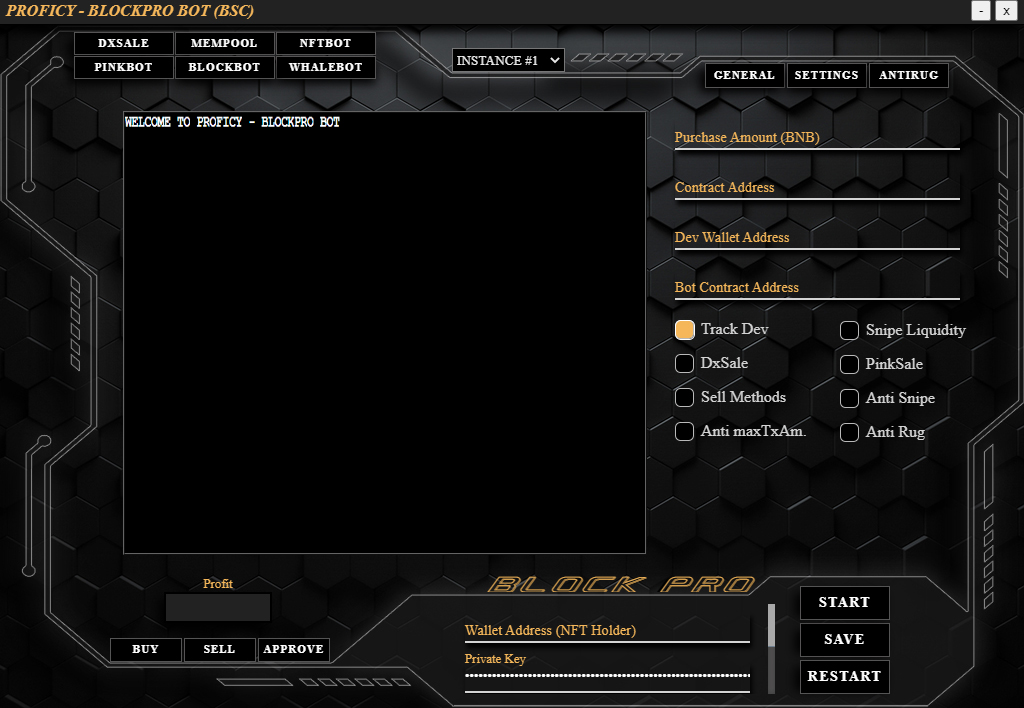 PROFICY - BLOCKPRO BOT (BSC)
- x
DXSALE MEMPOOL NFTBOT
PINKBOT BLOCKBOT WHALEBOT
INSTANCE #1
GENERAL SETTINGS ANTIRUG
WELCOME TO PROFICY - BLOCKPRO BOT
Purchase Amount (BNB)
Contract Address
Dev Wallet Address
Bot Contract Address
Track Dev Snipe Liquidity
DxSale PinkSale
Sell Methods Anti Snipe
Anti maxTxAm. Anti Rug
Profit
BUY SELL APPROVE
BLOCK PRO
Wallet Address (NFT Holder)
Private Key
START
SAVE
RESTART